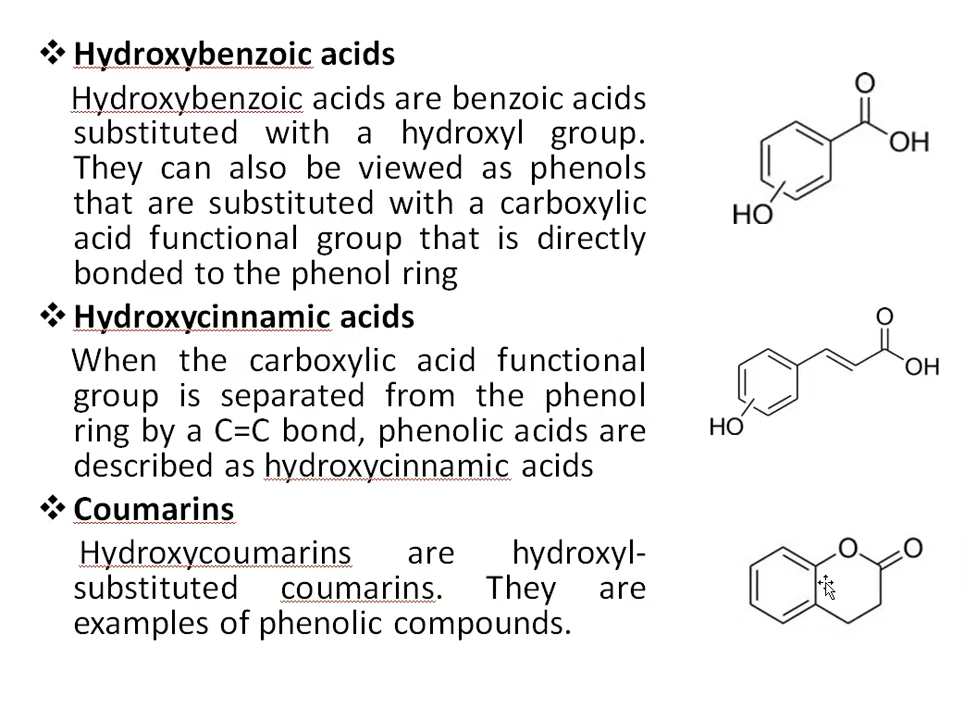 ❖ Hydroxybenzoic acids
Hydroxybenzoic acids are benzoic acids
substituted with a hydroxyl group.
They can also be viewed as phenols
that are substituted with a carboxylic
acid functional group that is directly
bonded to the phenol ring
O
OH
HO
❖ Hydroxycinnamic acids
When the carboxylic acid functional
group is separated from the phenol
ring by a C=C bond, phenolic acids are
described as hydroxycinnamic acids
O
OH
HO
❖ Coumarins
Hydroxycoumarins are hydroxyl-
substituted coumarins. They are
examples of phenolic compounds.
O O